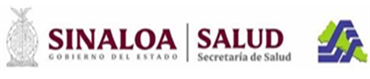 SINALOA
GOBIERNO DEL ESTADO
SALUD
Secretaría de Salud